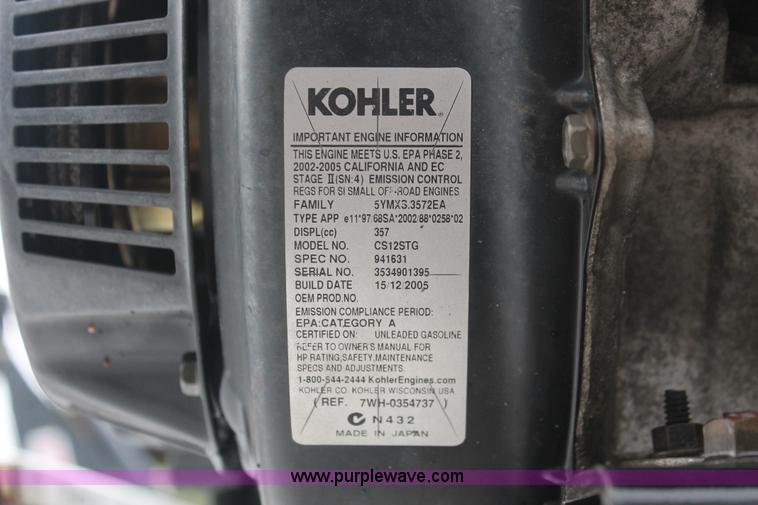 KOHLER®
IMPORTANT ENGINE INFORMATION
THIS ENGINE MEETS U.S. EPA PHASE 2,
2002-2005 CALIFORNIA AND EC
STAGE II (SN:4) EMISSION CONTROL
REGS FOR SI SMALL OFF-ROAD ENGINES
FAMILY 5YMXS.3572EA
TYPE APP e11*97/68SA*2002/88*0258*02
DISPL(cc) 357
MODEL NO. CS12STG
SPEC NO. 941631
SERIAL NO. 3534901395
BUILD DATE 15/12/2005
OEM PROD.NO.
EMISSION COMPLIANCE PERIOD:
EPA:CATEGORY A
CERTIFIED ON: UNLEADED GASOLINE
REFER TO OWNER'S MANUAL FOR
HP RATING,SAFETY,MAINTENANCE
SPECS AND ADJUSTMENTS.
1-800-544-2444 KohlerEngines.com
KOHLER CO. KOHLER WISCONSIN USA
(REF. 7WH-0354737 )
N432
MADE IN JAPAN
www.purplewave.com